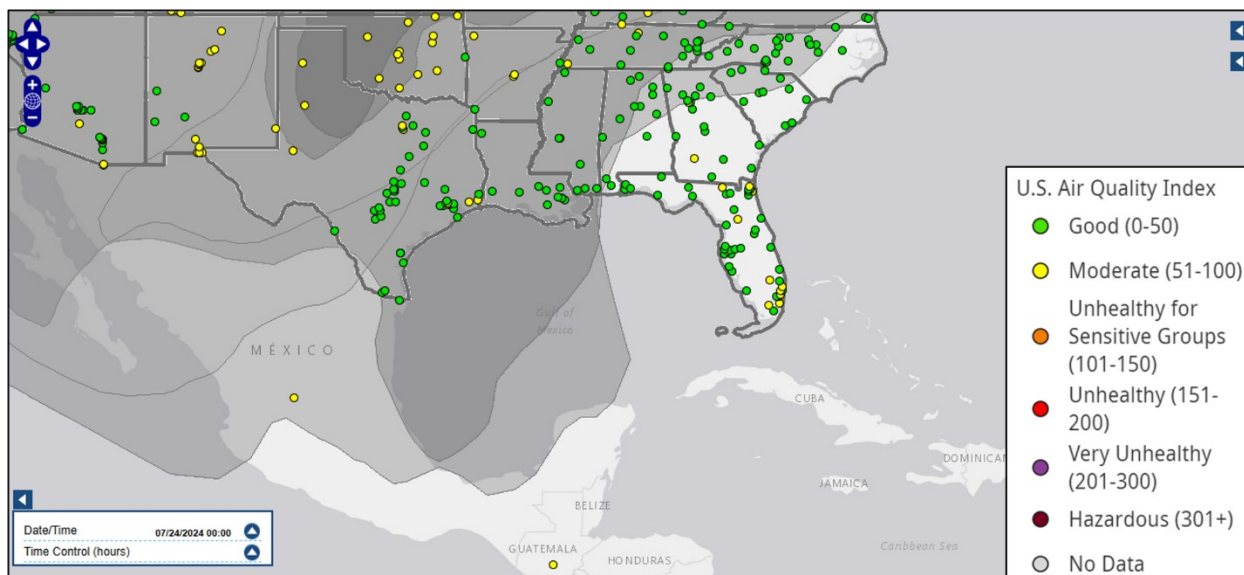 +
−
Gulf of
Mexico
MÉXICO
CUBA
DOMINICAN
JAMAICA
BELIZE
GUATEMALA
HONDURAS
Caribbean Sea
Date/Time 07/24/2024 00:00
Time Control (hours)
U.S. Air Quality Index
Good (0-50)
Moderate (51-100)
Unhealthy for
Sensitive Groups
(101-150)
Unhealthy (151-
200)
Very Unhealthy
(201-300)
Hazardous (301+)
No Data